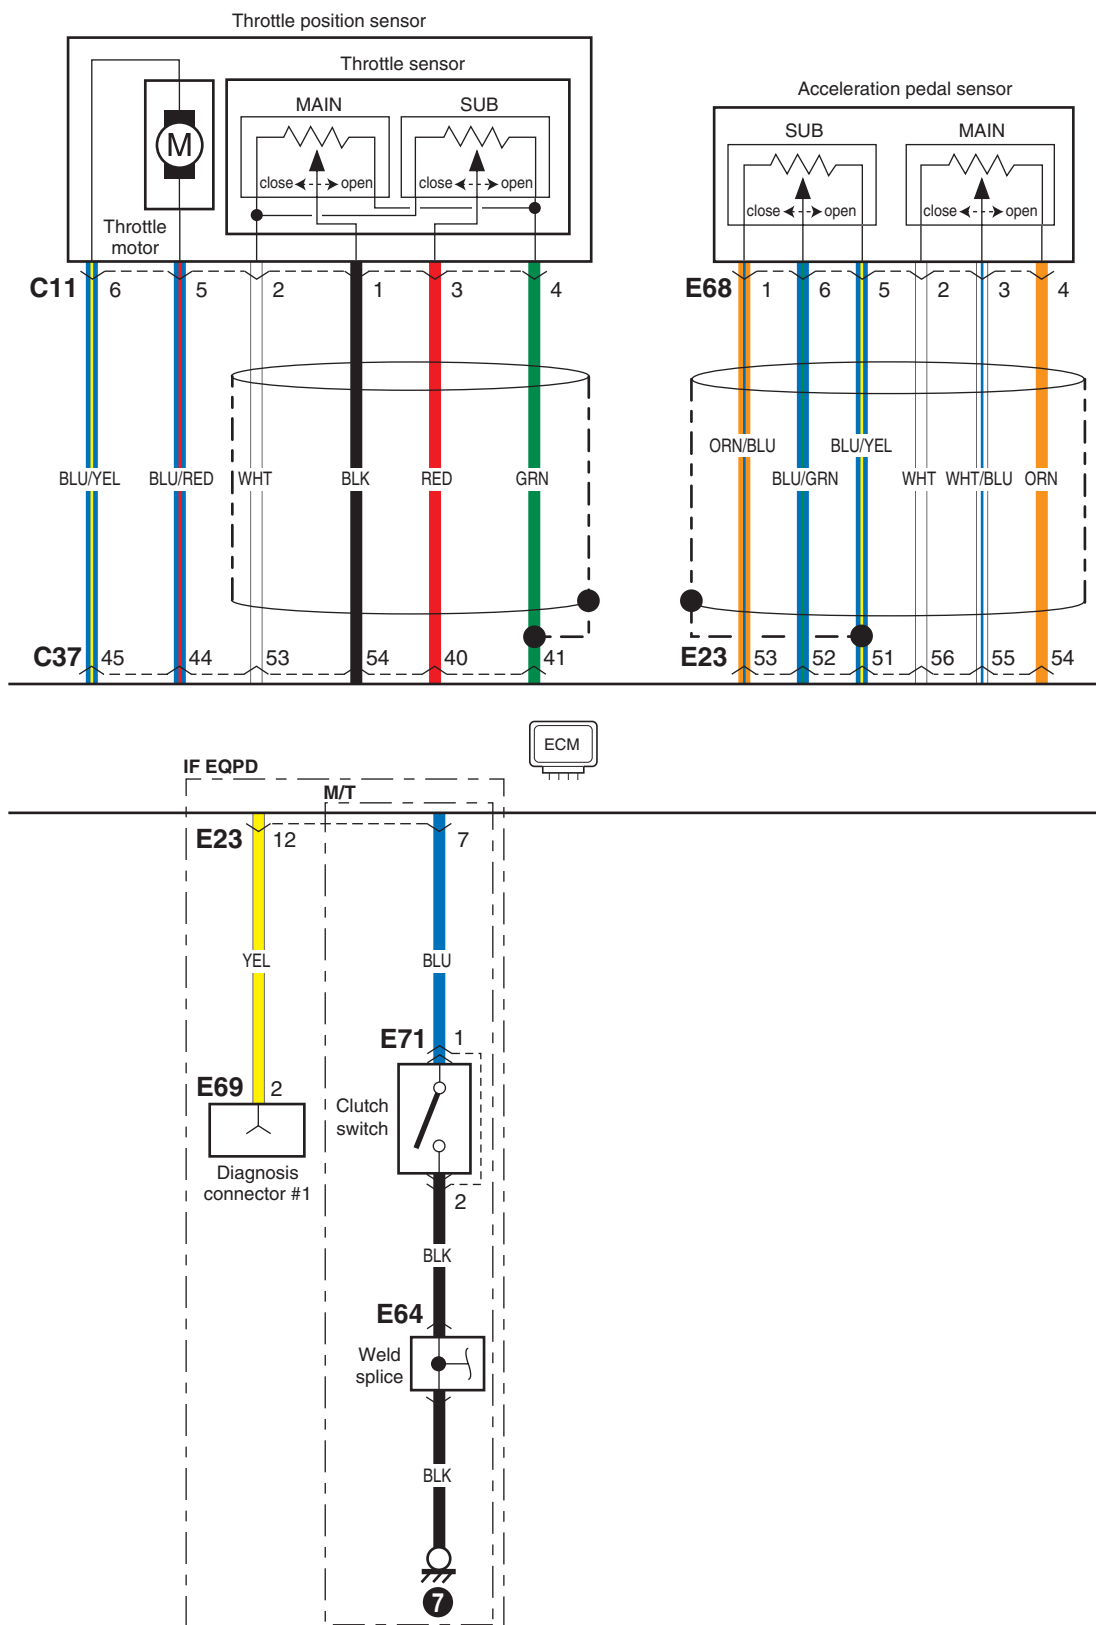 Throttle position sensor
Throttle sensor
MAIN
SUB
close
open
close
open
M
Throttle
motor
Acceleration pedal sensor
SUB
MAIN
close
open
close
open
C11
6
5
2
1
3
4
E68
1
6
5
2
3
4
BLU/YEL
BLU/RED
WHT
BLK
RED
GRN
ORN/BLU
BLU/GRN
BLU/YEL
WHT
WHT/BLU
ORN
C37
45
44
53
54
40
41
E23
53
52
51
56
55
54
ECM
IF EQPD
M/T
E23
12
7
YEL
BLU
E71
1
E69
2
Clutch
switch
Diagnosis
connector #1
2
BLK
E64
Weld
splice
BLK
7